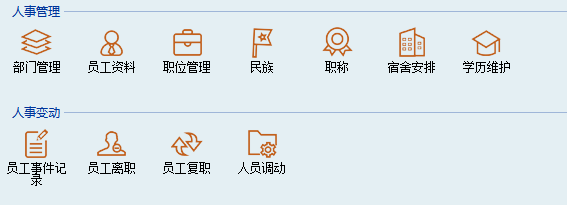 人事管理
部门管理 员工资料 职位管理 民族 职称 宿舍安排 学历维护
人事变动
员工事件记录 员工离职 员工复职 人员调动